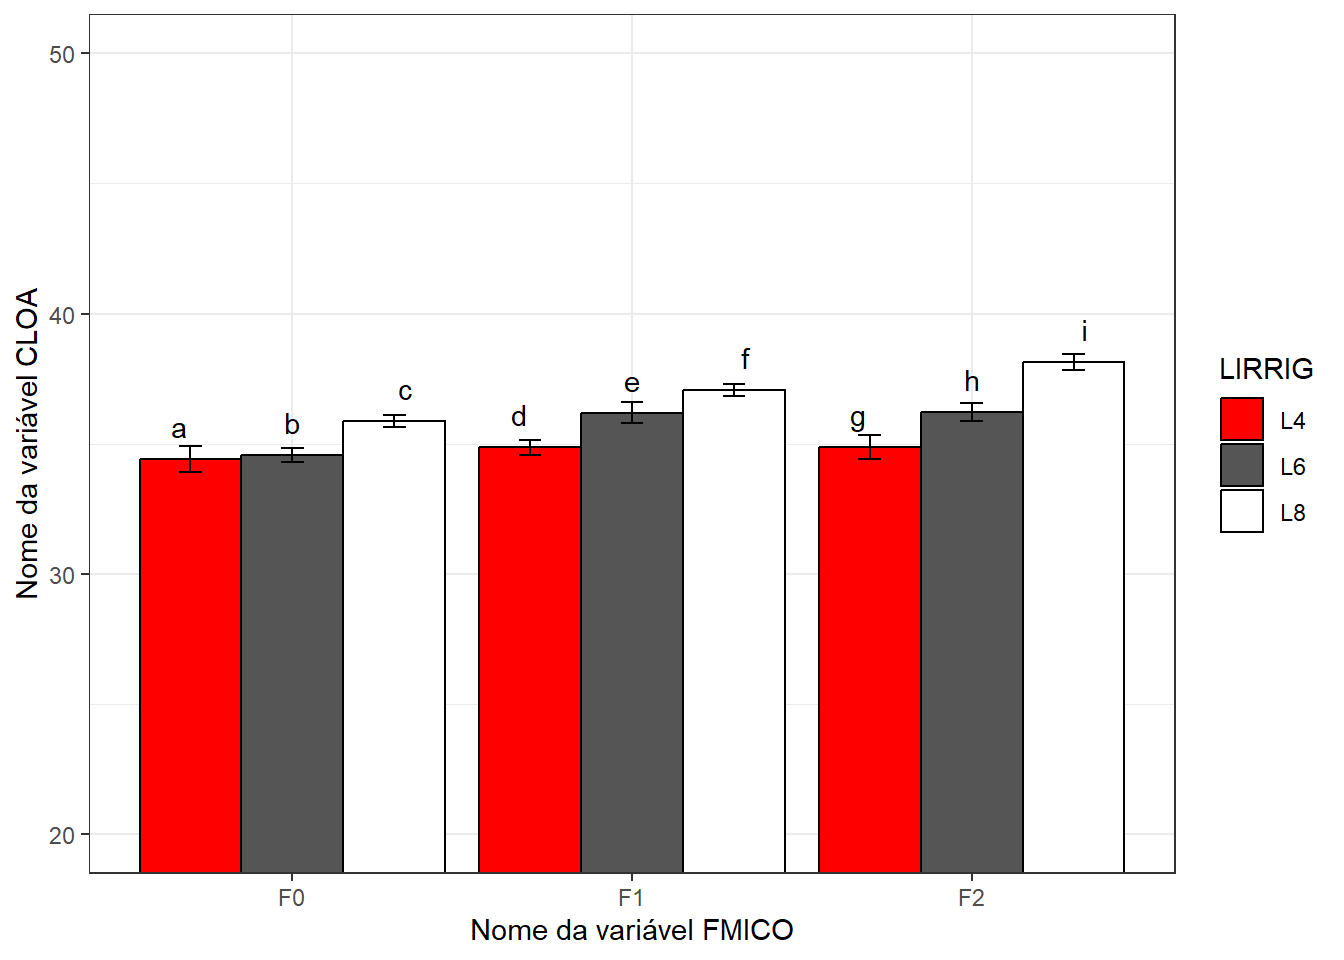 50
40
30
20
Nome da variável CLOA
a
b
c
d
e
f
g
h
i
F0
F1
F2
Nome da variável FMICO
LIRRIG
L4
L6
L8